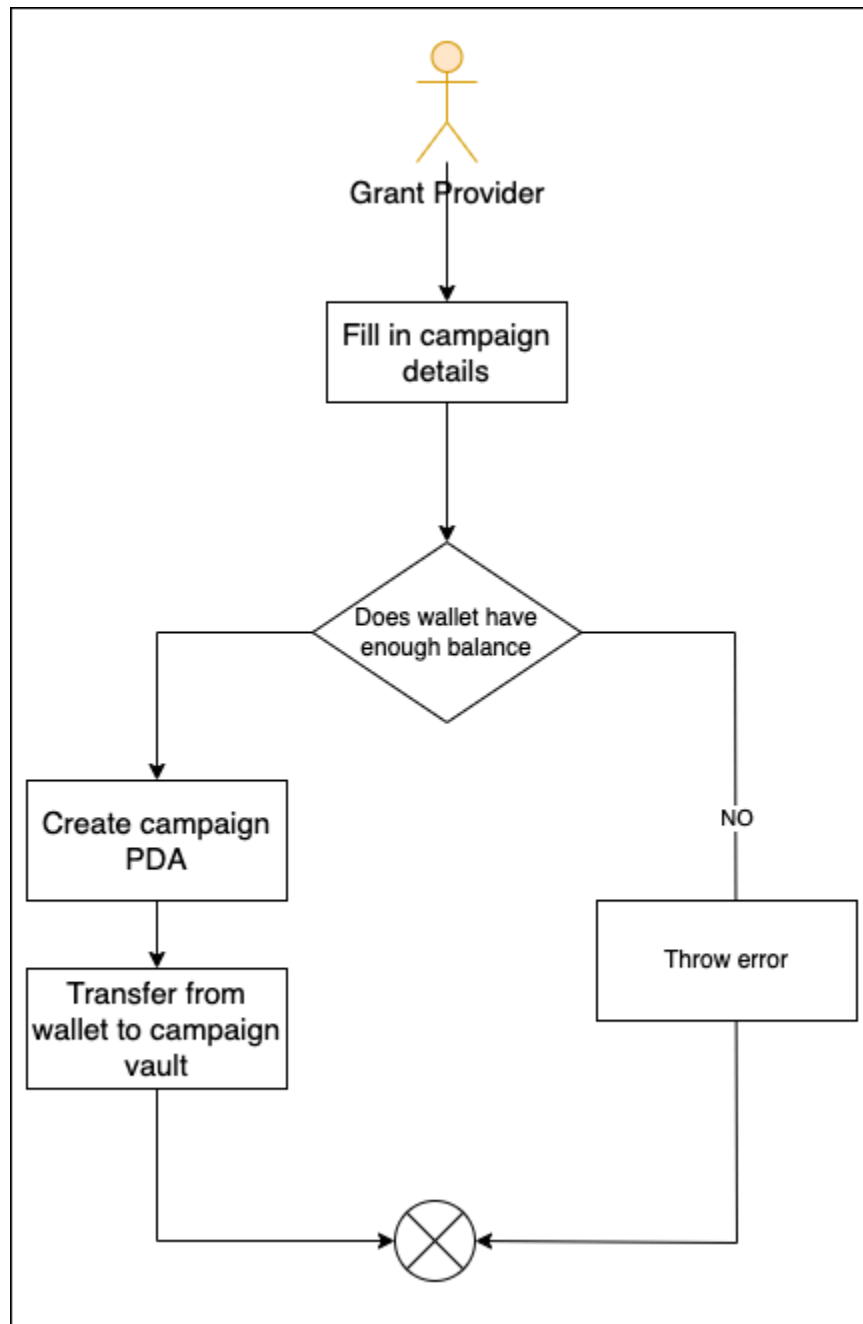 Grant Provider
Fill in campaign
details
Does wallet have
enough balance
Create campaign
PDA
NO
Transfer from
wallet to campaign
vault
Throw error